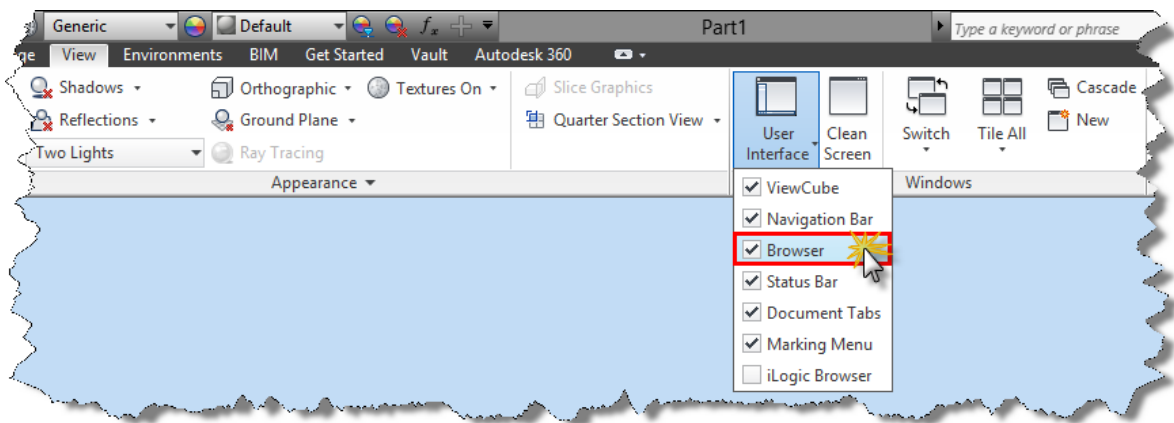 Generic Default fx Part1 Type a keyword or phrase
View Environments BIM Get Started Vault Autodesk 360
Shadows Orthographic Textures On Slice Graphics Cascade
Reflections Ground Plane Quarter Section View User Interface Clean Screen Switch Tile All New
Two Lights Ray Tracing
Appearance Windows
ViewCube
Navigation Bar
Browser
Status Bar
Document Tabs
Marking Menu
iLogic Browser